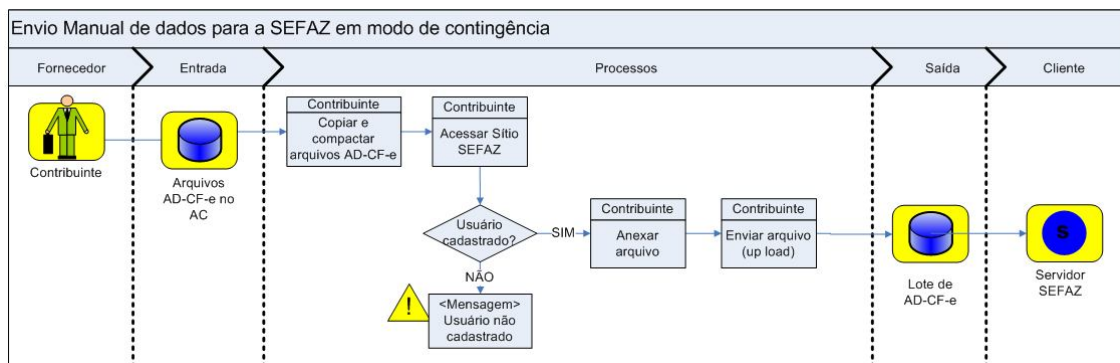 Envio Manual de dados para a SEFAZ em modo de contingência
Fornecedor
Entrada
Processos
Saída
Cliente
Contribuinte
Arquivos
AD-CF-e no
AC
Contribuinte
Copiar e
compactar
arquivos AD-CF-e
Contribuinte
Acessar Sítio
SEFAZ
Usuário
cadastrado?
SIM
NÃO
!
<Mensagem>
Usuário não
cadastrado
Contribuinte
Anexar
arquivo
Contribuinte
Enviar arquivo
(up load)
Lote de
AD-CF-e
S
Servidor
SEFAZ